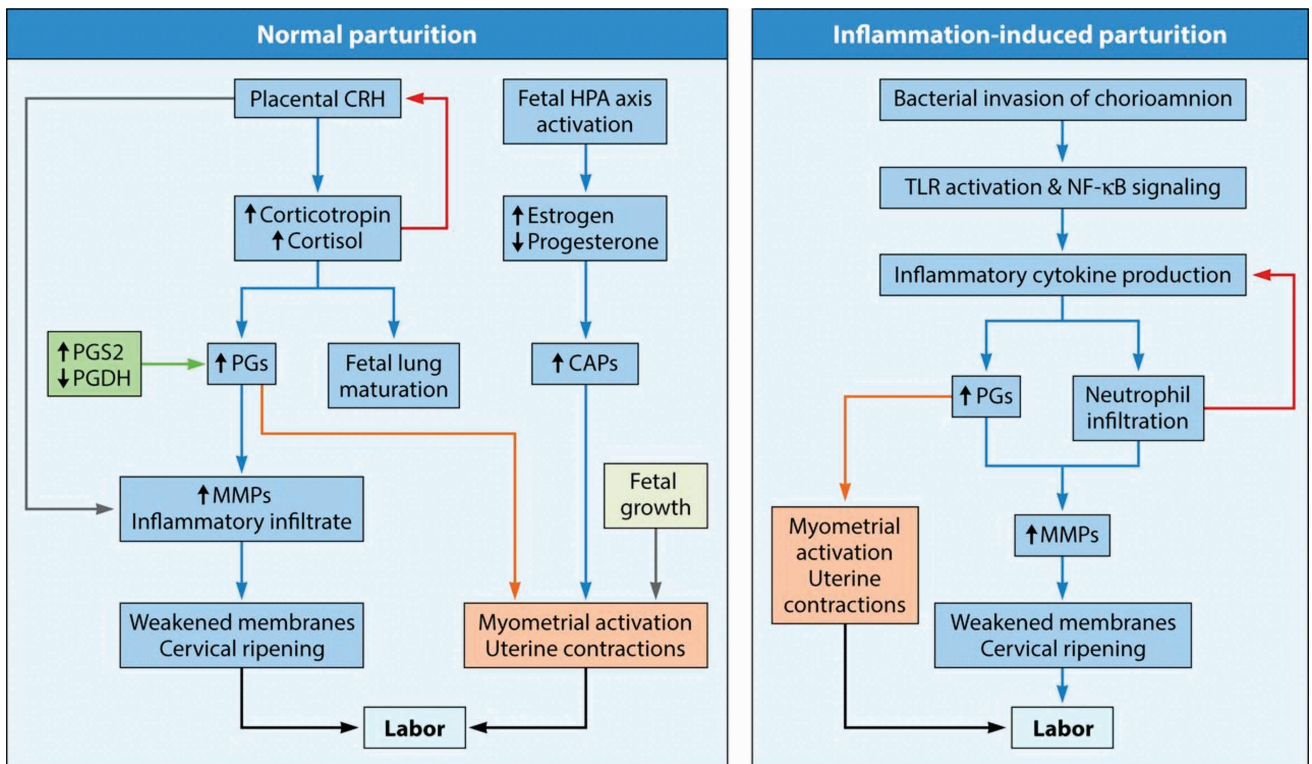 Normal parturition
Placental CRH
Fetal HPA axis
activation
↑Corticotropin
↑Cortisol
↑Estrogen
↓Progesterone
↑PGS2
↓PGDH
↑PGs
Fetal lung
maturation
↑CAPs
↑MMPs
Inflammatory infiltrate
Fetal
growth
Weakened membranes
Cervical ripening
Myometrial activation
Uterine contractions
Labor
Inflammation-induced parturition
Bacterial invasion of chorioamnion
TLR activation & NF-κB signaling
Inflammatory cytokine production
↑PGs
Neutrophil
infiltration
Myometrial
activation
Uterine
contractions
↑MMPs
Weakened membranes
Cervical ripening
Labor